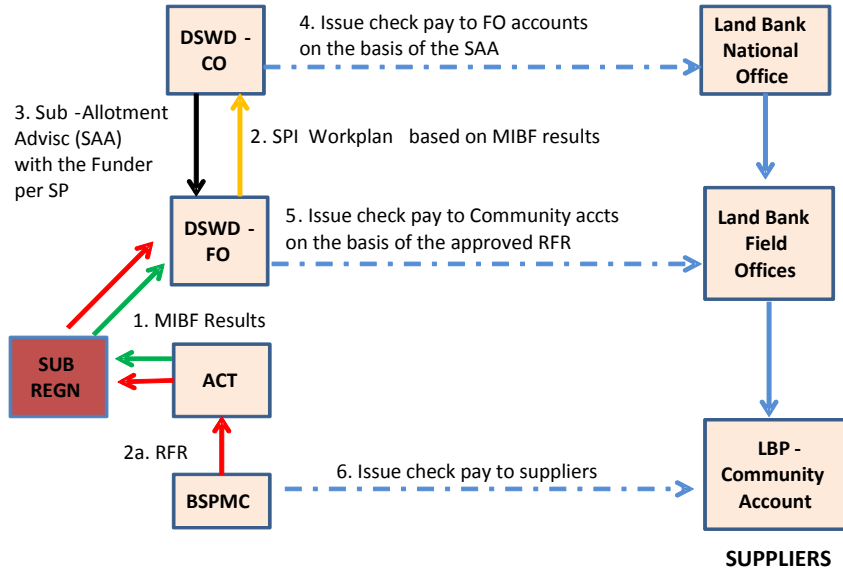 DSWD -
CO
4. Issue check pay to FO accounts
on the basis of the SAA
Land Bank
National
Office
3. Sub -Allotment
Advisc (SAA)
with the Funder
per SP
2. SPI Workplan based on MIBF results
DSWD -
FO
5. Issue check pay to Community accts
on the basis of the approved RFR
Land Bank
Field
Offices
1. MIBF Results
SUB
REGN
ACT
2a. RFR
BSPMC
6. Issue check pay to suppliers
LBP -
Community
Account
SUPPLIERS